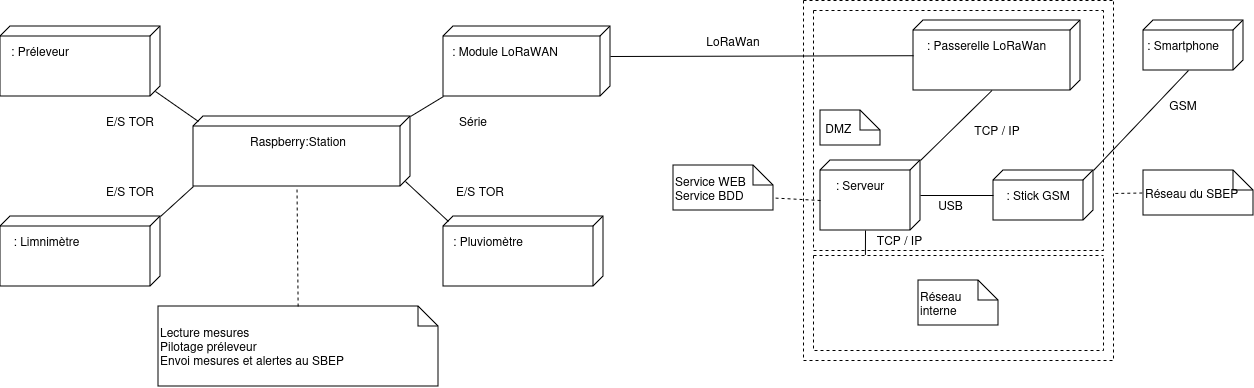 : Préleveur
: Module LoRaWAN
LoRaWan
: Passerelle LoRaWan
: Smartphone
E/S TOR
Série
GSM
DMZ
TCP / IP
Raspberry:Station
E/S TOR
E/S TOR
Service WEB
Service BDD
: Serveur
USB
: Stick GSM
Réseau du SBEP
: Limnimètre
: Pluviomètre
TCP / IP
Réseau
interne
Lecture mesures
Pilotage préleveur
Envoi mesures et alertes au SBEP